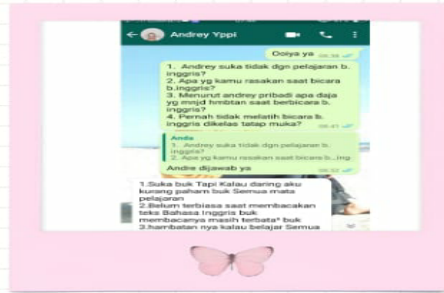 Andrey Yppi
Ooiya ya
1. Andrey suka tidak dgn pelajaran b.
inggris?
2. Apa yg kamu rasakan saat bicara
b.inggris?
3. Menurut andrey pribadi apa daja
yg mnjd hmbtan saat berbicara b.
inggris?
4. Pernah tidak melatih bicara b.
inggris dikelas tatap muka?
Anda
1. Andrey suka tidak dgn pelajaran b.
inggris?
2. Apa yg kamu rasakan saat bicara b...ing
Andre dijawab ya
1.Suka buk Tapi Kalau daring aku
kurang paham buk Semua mata
pelajaran
2.Belum terbiasa saat membacakan
teks Bahasa Inggris buk
membacanya masih terbata² buk
3.hambatan nya kalau belajar Semua